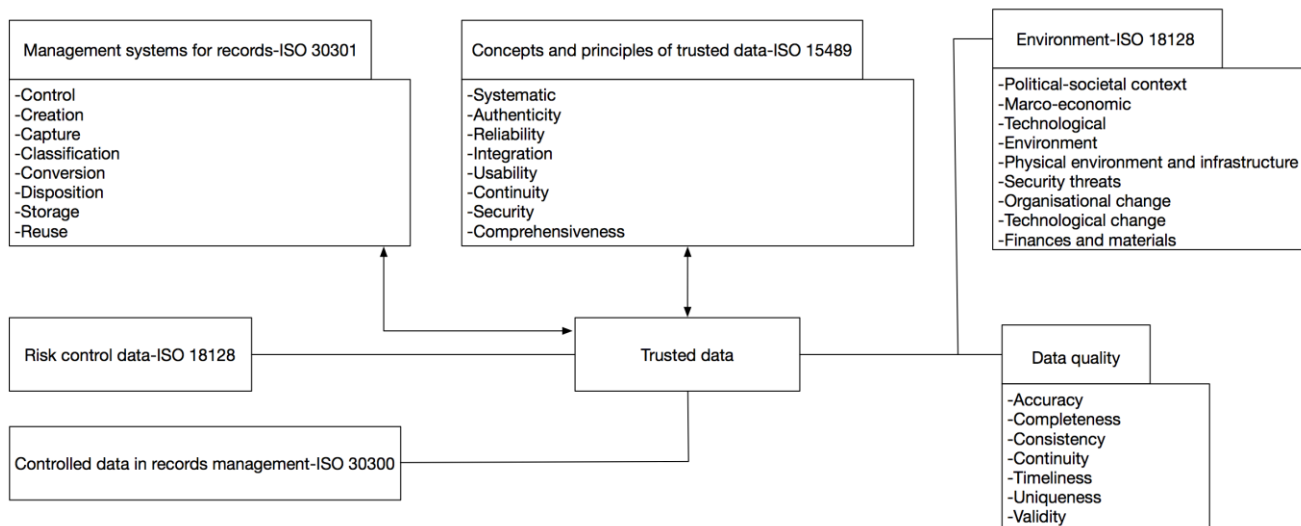 Management systems for records-ISO 30301
-Control
-Creation
-Capture
-Classification
-Conversion
-Disposition
-Storage
-Reuse
Concepts and principles of trusted data-ISO 15489
-Systematic
-Authenticity
-Reliability
-Integration
-Usability
-Continuity
-Security
-Comprehensiveness
Environment-ISO 18128
-Political-societal context
-Marco-economic
-Technological
-Environment
-Physical environment and infrastructure
-Security threats
-Organisational change
-Technological change
-Finances and materials
Risk control data-ISO 18128
Trusted data
Data quality
-Accuracy
-Completeness
-Consistency
-Continuity
-Timeliness
-Uniqueness
-Validity
Controlled data in records management-ISO 30300